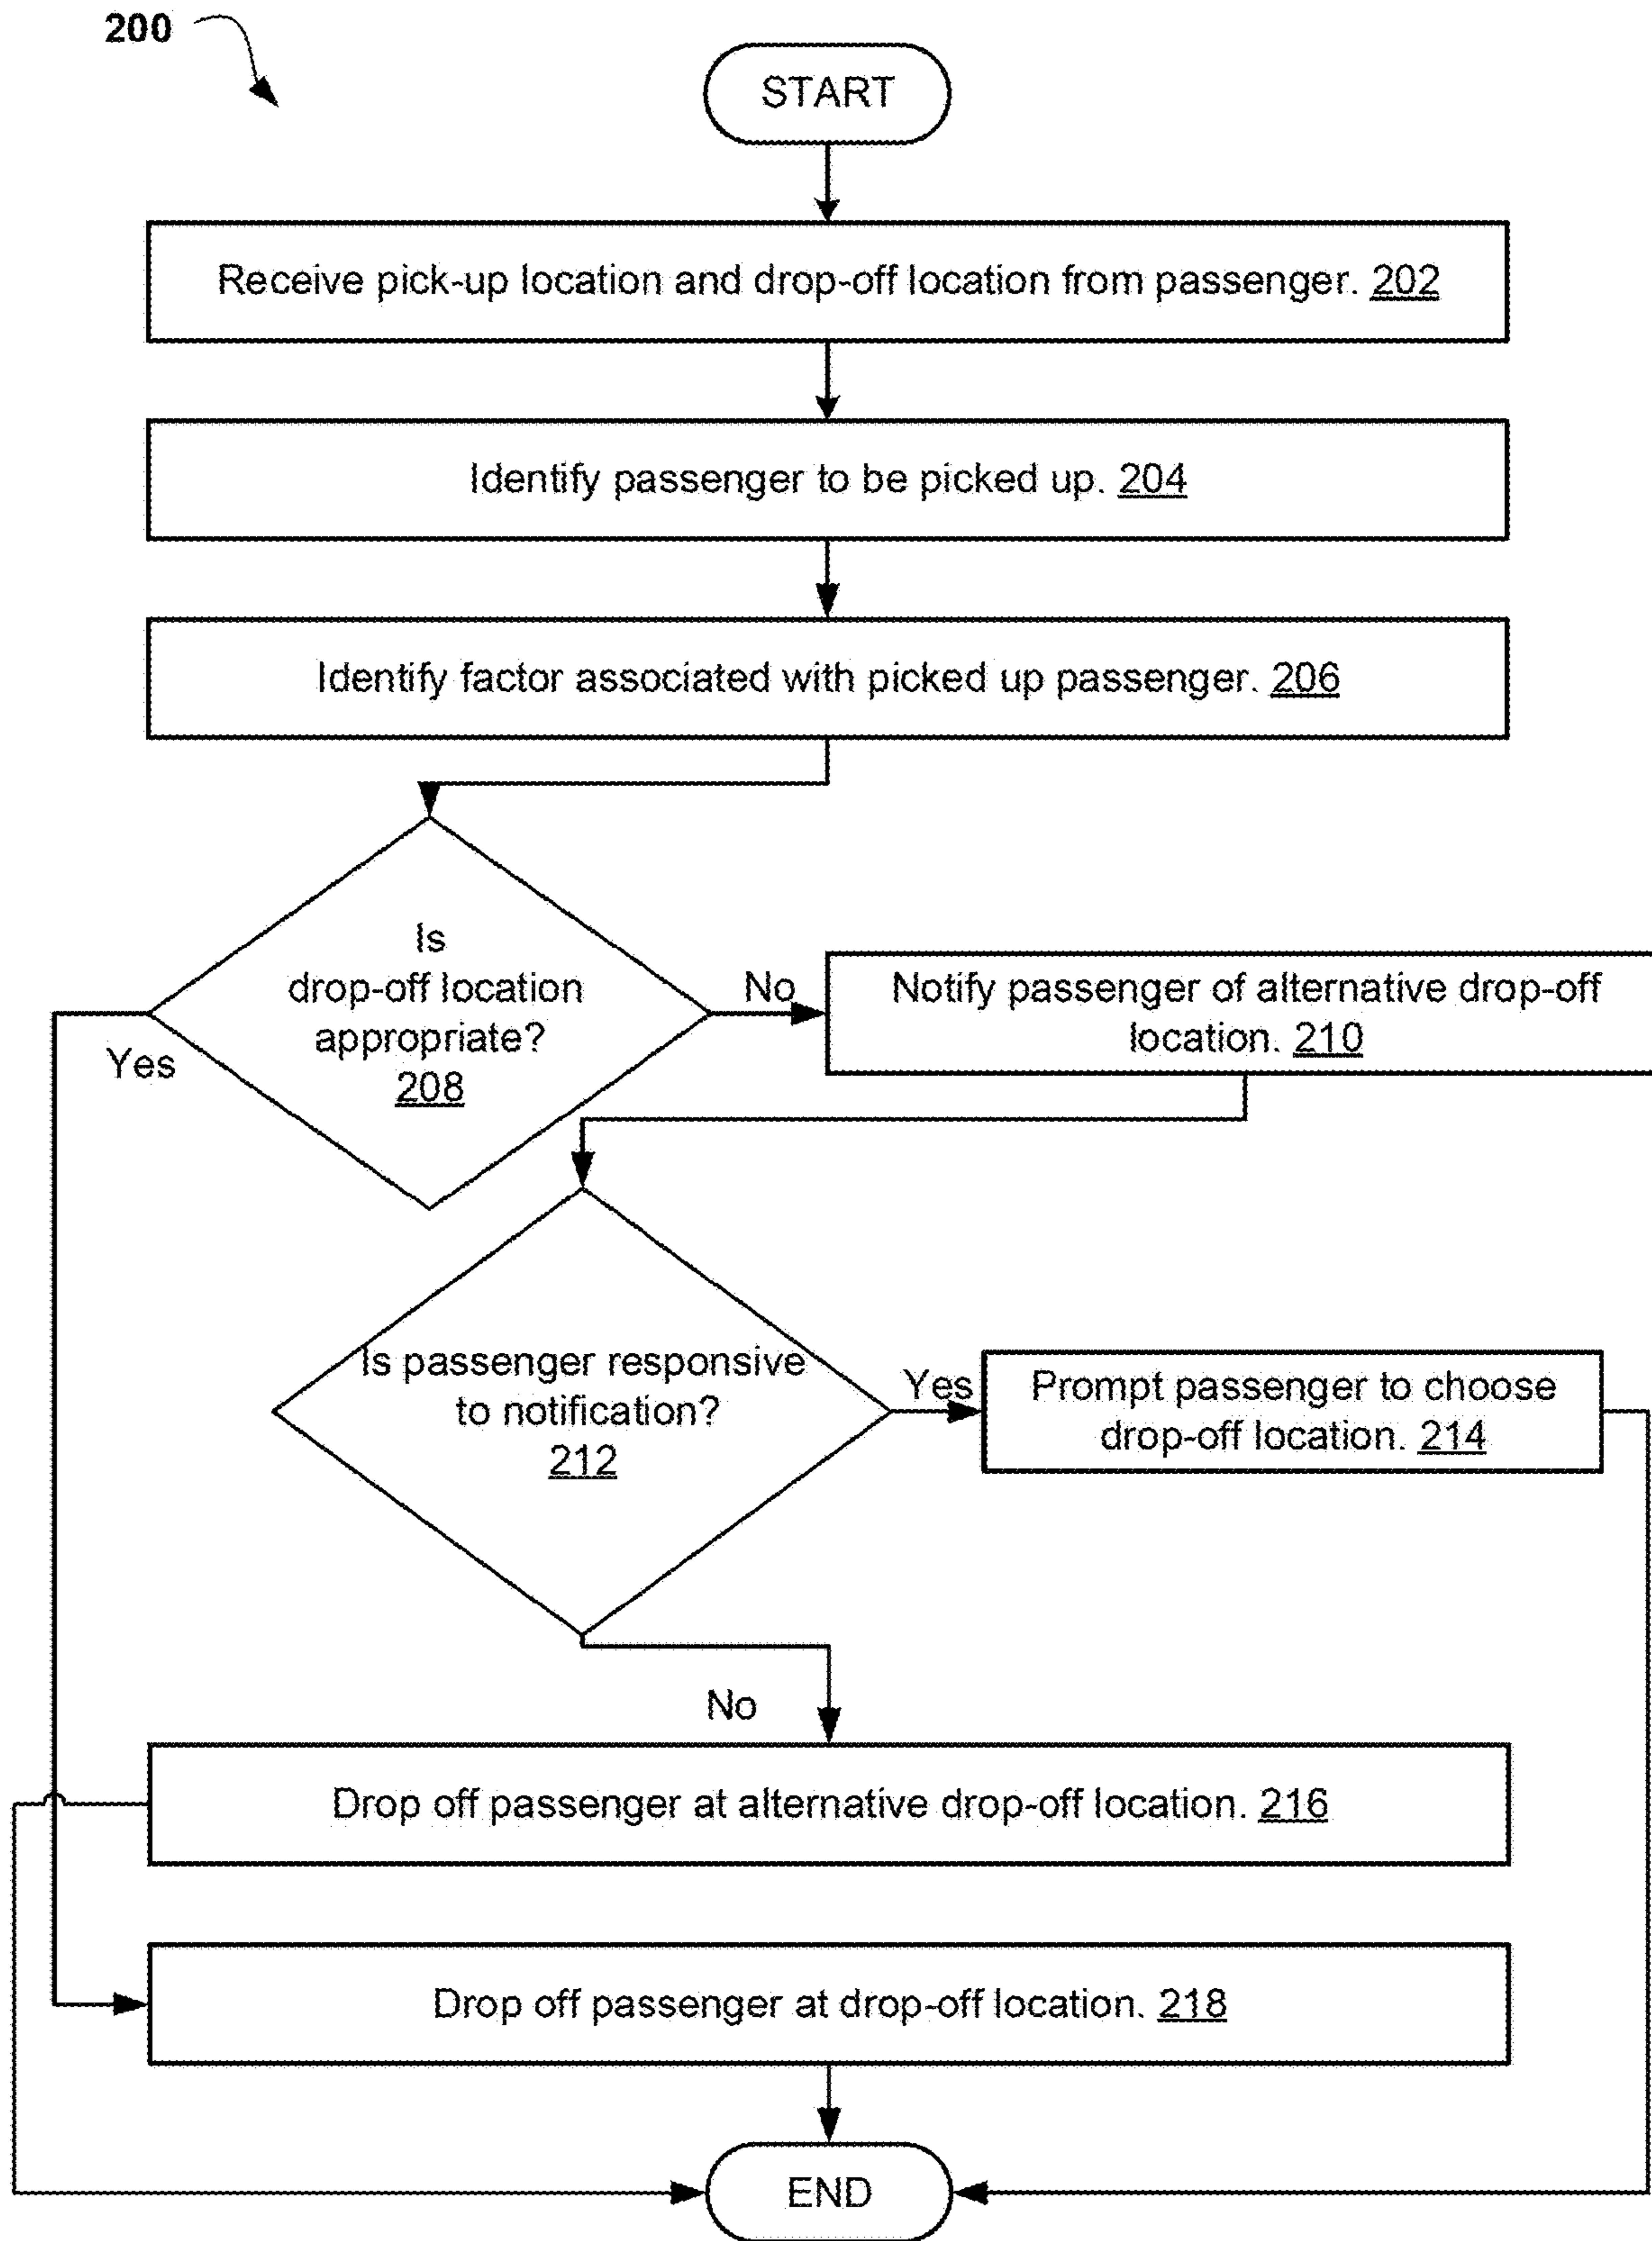 200
START
Receive pick-up location and drop-off location from passenger. 202
Identify passenger to be picked up. 204
Identify factor associated with picked up passenger. 206
Is
drop-off location
appropriate?
208
Yes
No
Notify passenger of alternative drop-off
location. 210
Is passenger responsive
to notification?
212
Yes
Prompt passenger to choose
drop-off location. 214
No
Drop off passenger at alternative drop-off location. 216
Drop off passenger at drop-off location. 218
END